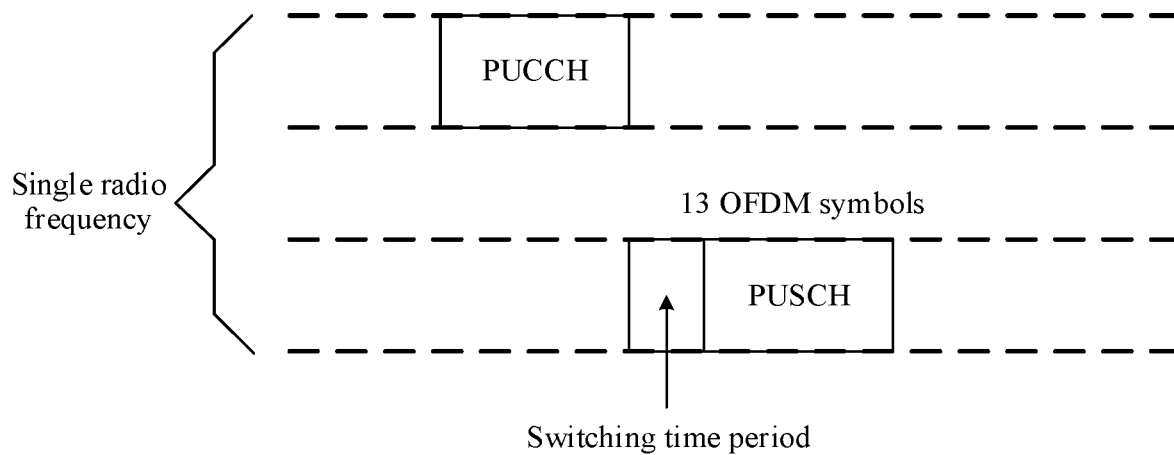 PUCCH
Single radio
frequency
13 OFDM symbols
PUSCH
Switching time period